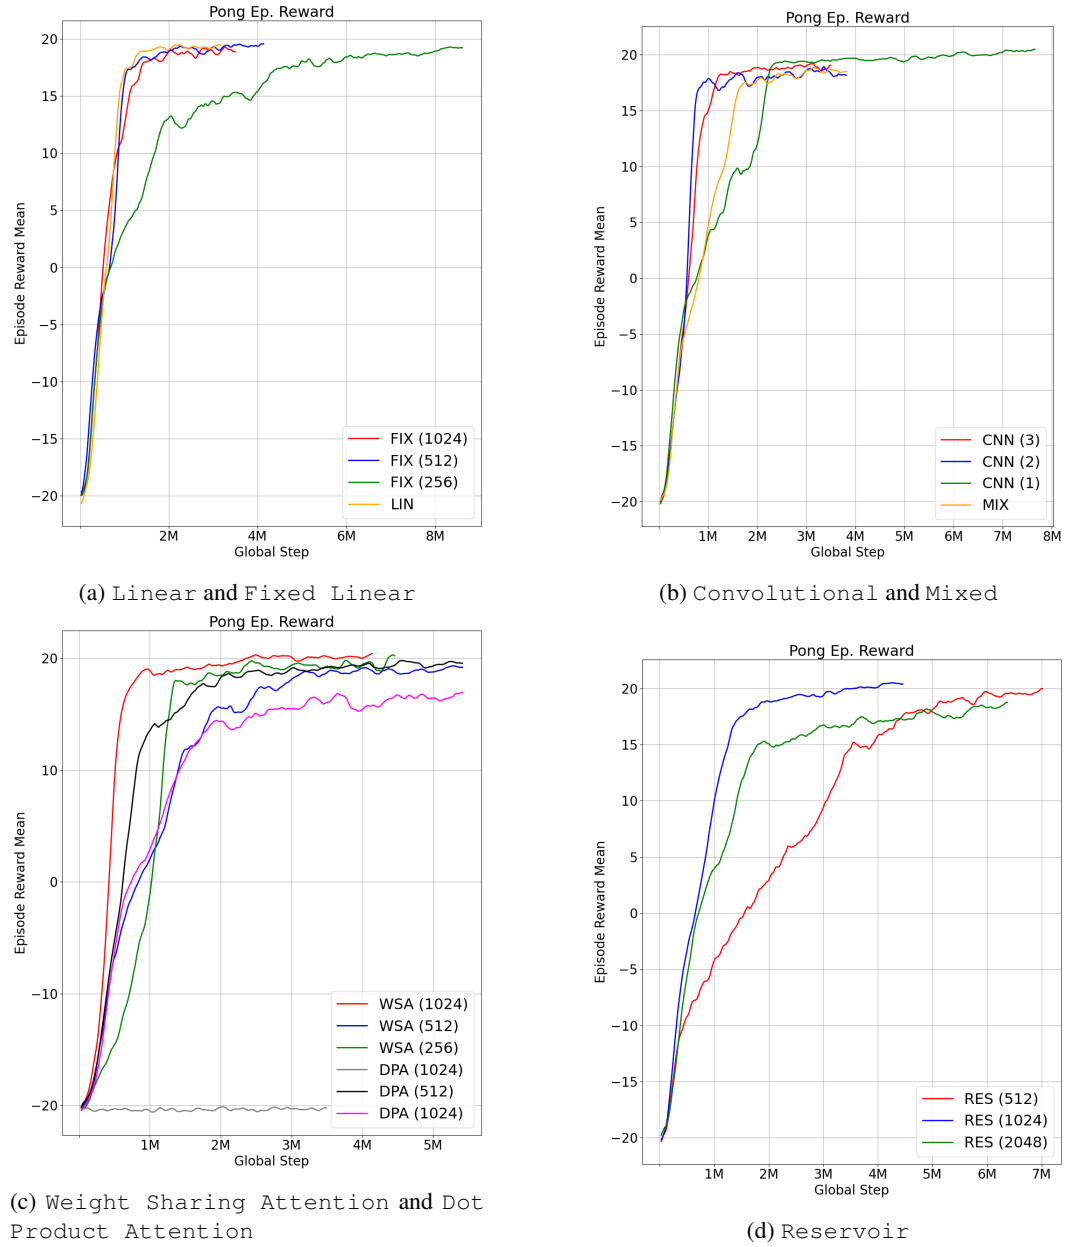 Pong Ep. Reward
Episode Reward Mean
20
15
10
5
0
−5
−10
−15
−20
FIX (1024)
FIX (512)
FIX (256)
LIN
2M 4M 6M 8M
Global Step
(a) Linear and Fixed Linear
Pong Ep. Reward
Episode Reward Mean
20
15
10
5
0
−5
−10
−15
−20
CNN (3)
CNN (2)
CNN (1)
MIX
1M 2M 3M 4M 5M 6M 7M 8M
Global Step
(b) Convolutional and Mixed
Pong Ep. Reward
Episode Reward Mean
20
10
0
−10
−20
WSA (1024)
WSA (512)
WSA (256)
DPA (1024)
DPA (512)
DPA (1024)
1M 2M 3M 4M 5M
Global Step
(c) Weight Sharing Attention and Dot
Product Attention
Pong Ep. Reward
Episode Reward Mean
20
15
10
5
0
−5
−10
−15
−20
RES (512)
RES (1024)
RES (2048)
1M 2M 3M 4M 5M 6M 7M
Global Step
(d) Reservoir